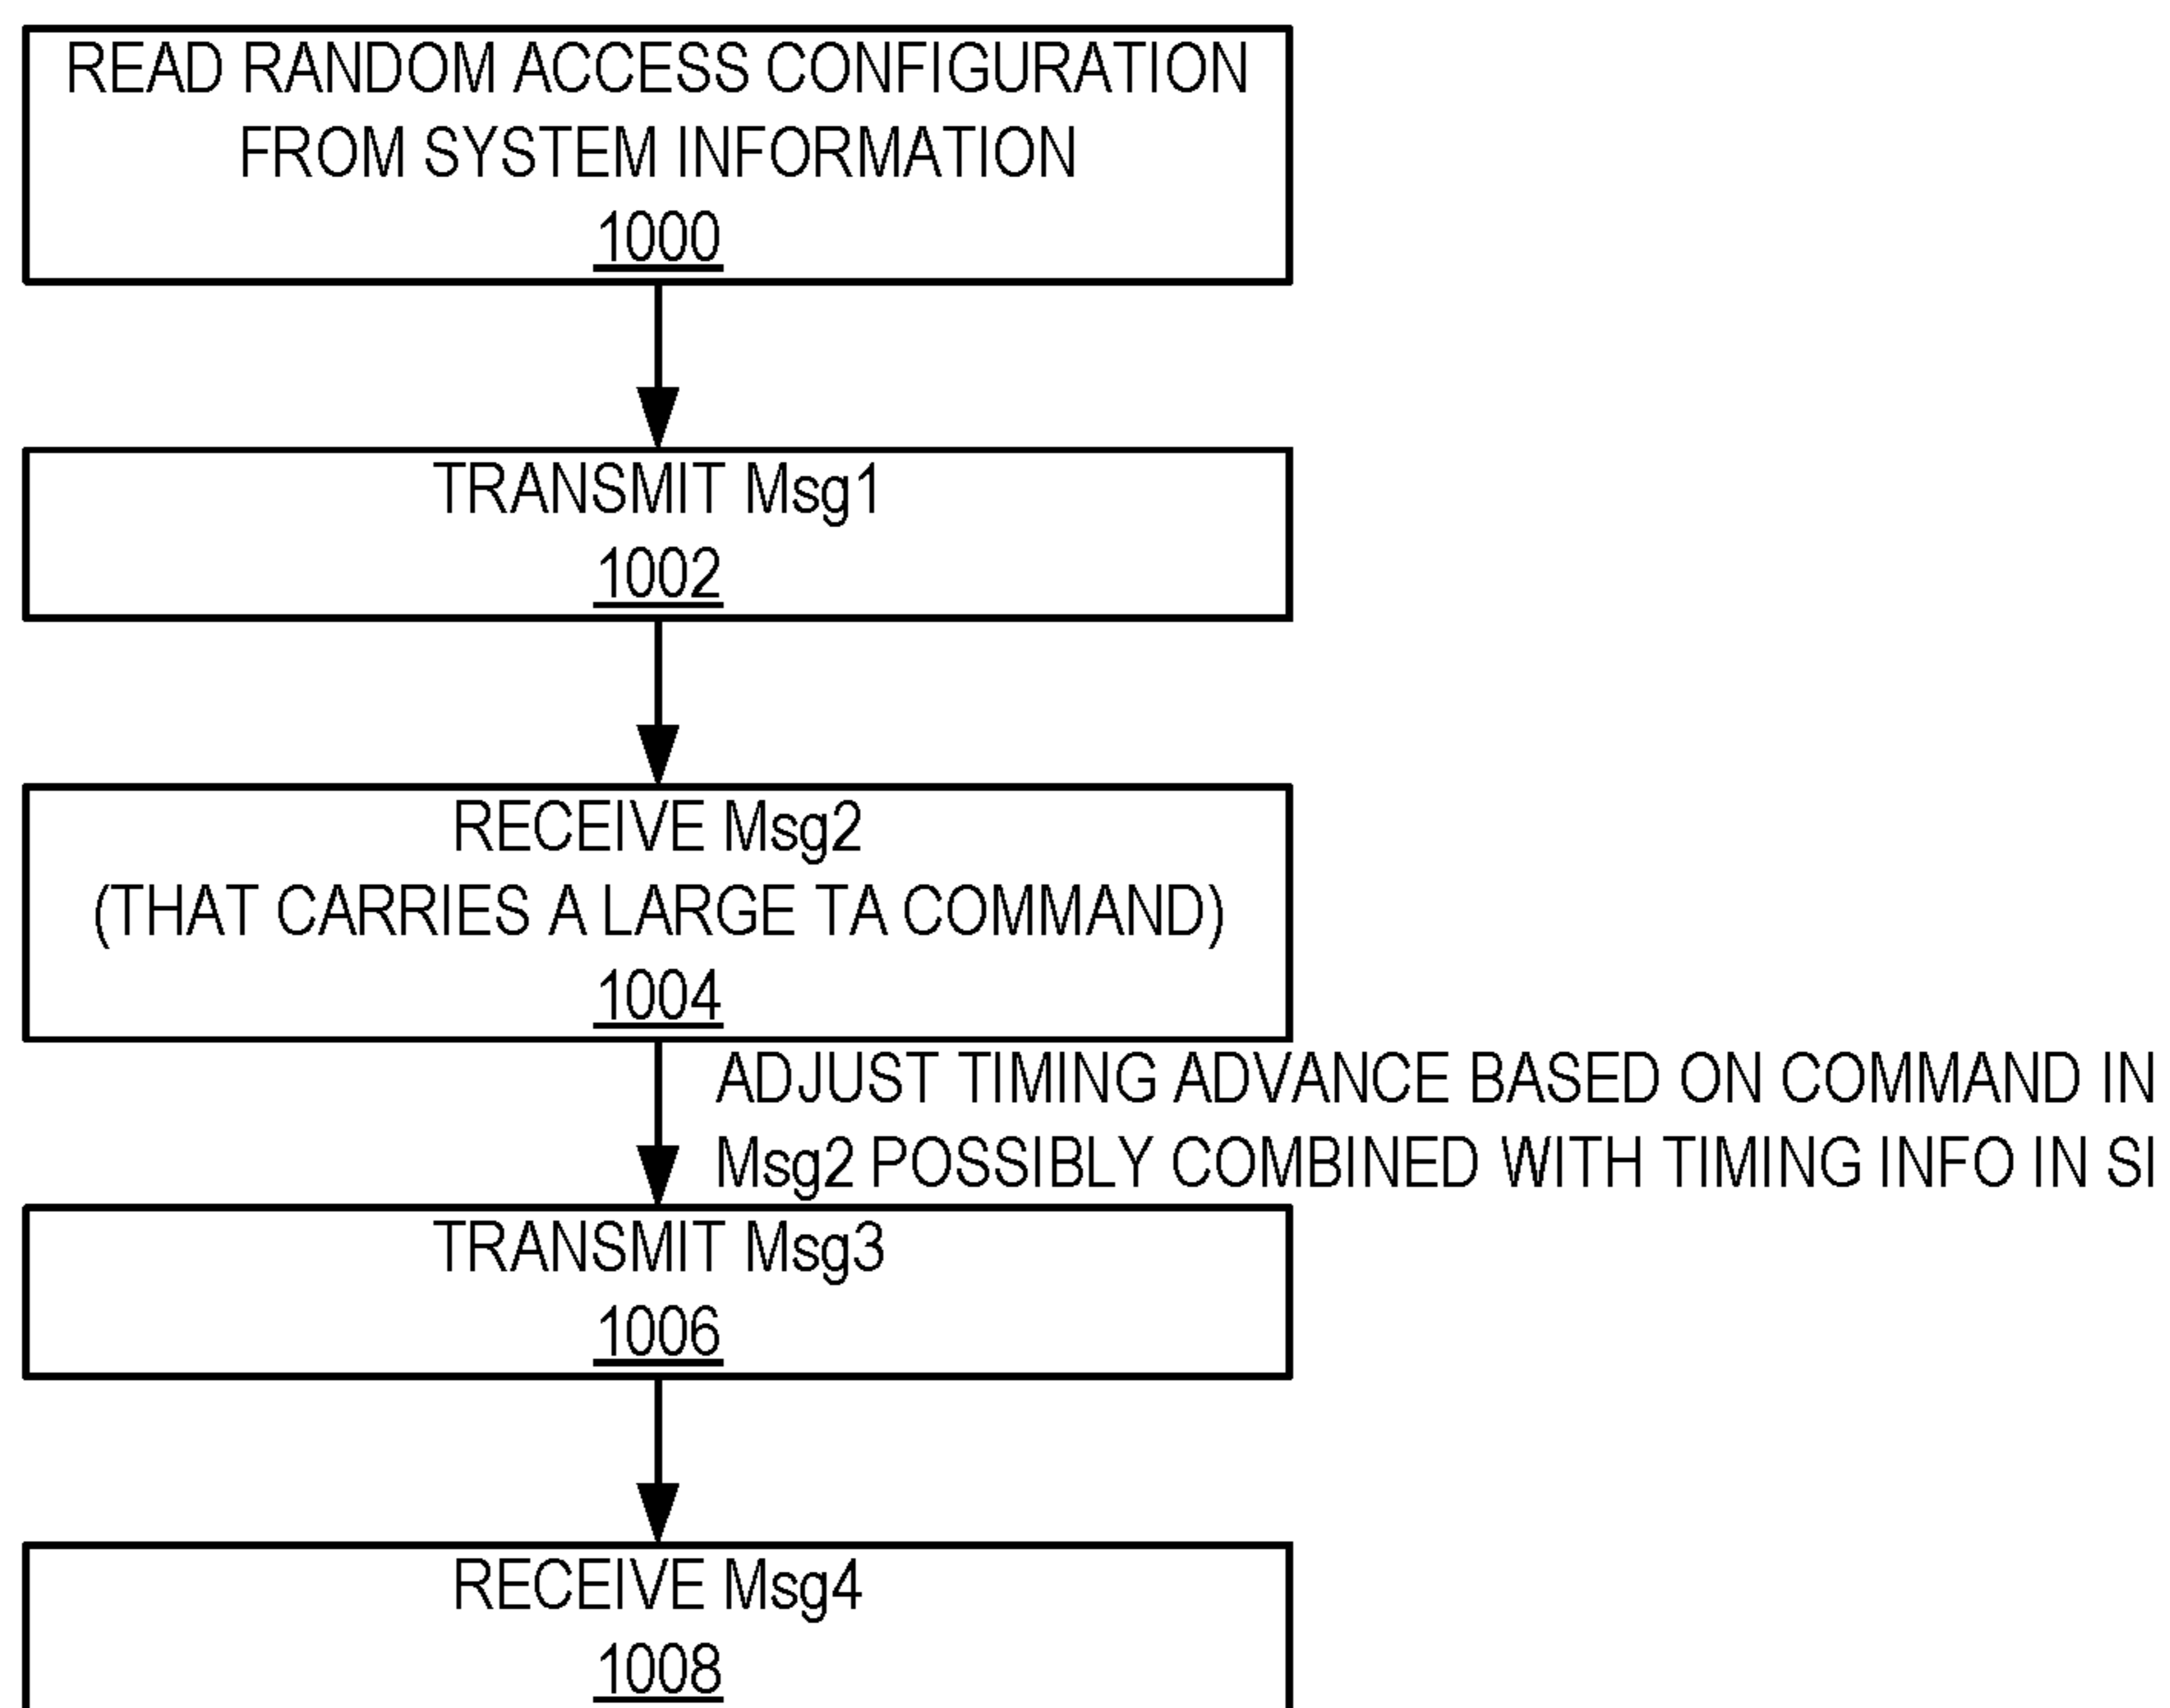 READ RANDOM ACCESS CONFIGURATION
FROM SYSTEM INFORMATION
1000
TRANSMIT Msg1
1002
RECEIVE Msg2
(THAT CARRIES A LARGE TA COMMAND)
1004
ADJUST TIMING ADVANCE BASED ON COMMAND IN
Msg2 POSSIBLY COMBINED WITH TIMING INFO IN SI
TRANSMIT Msg3
1006
RECEIVE Msg4
1008